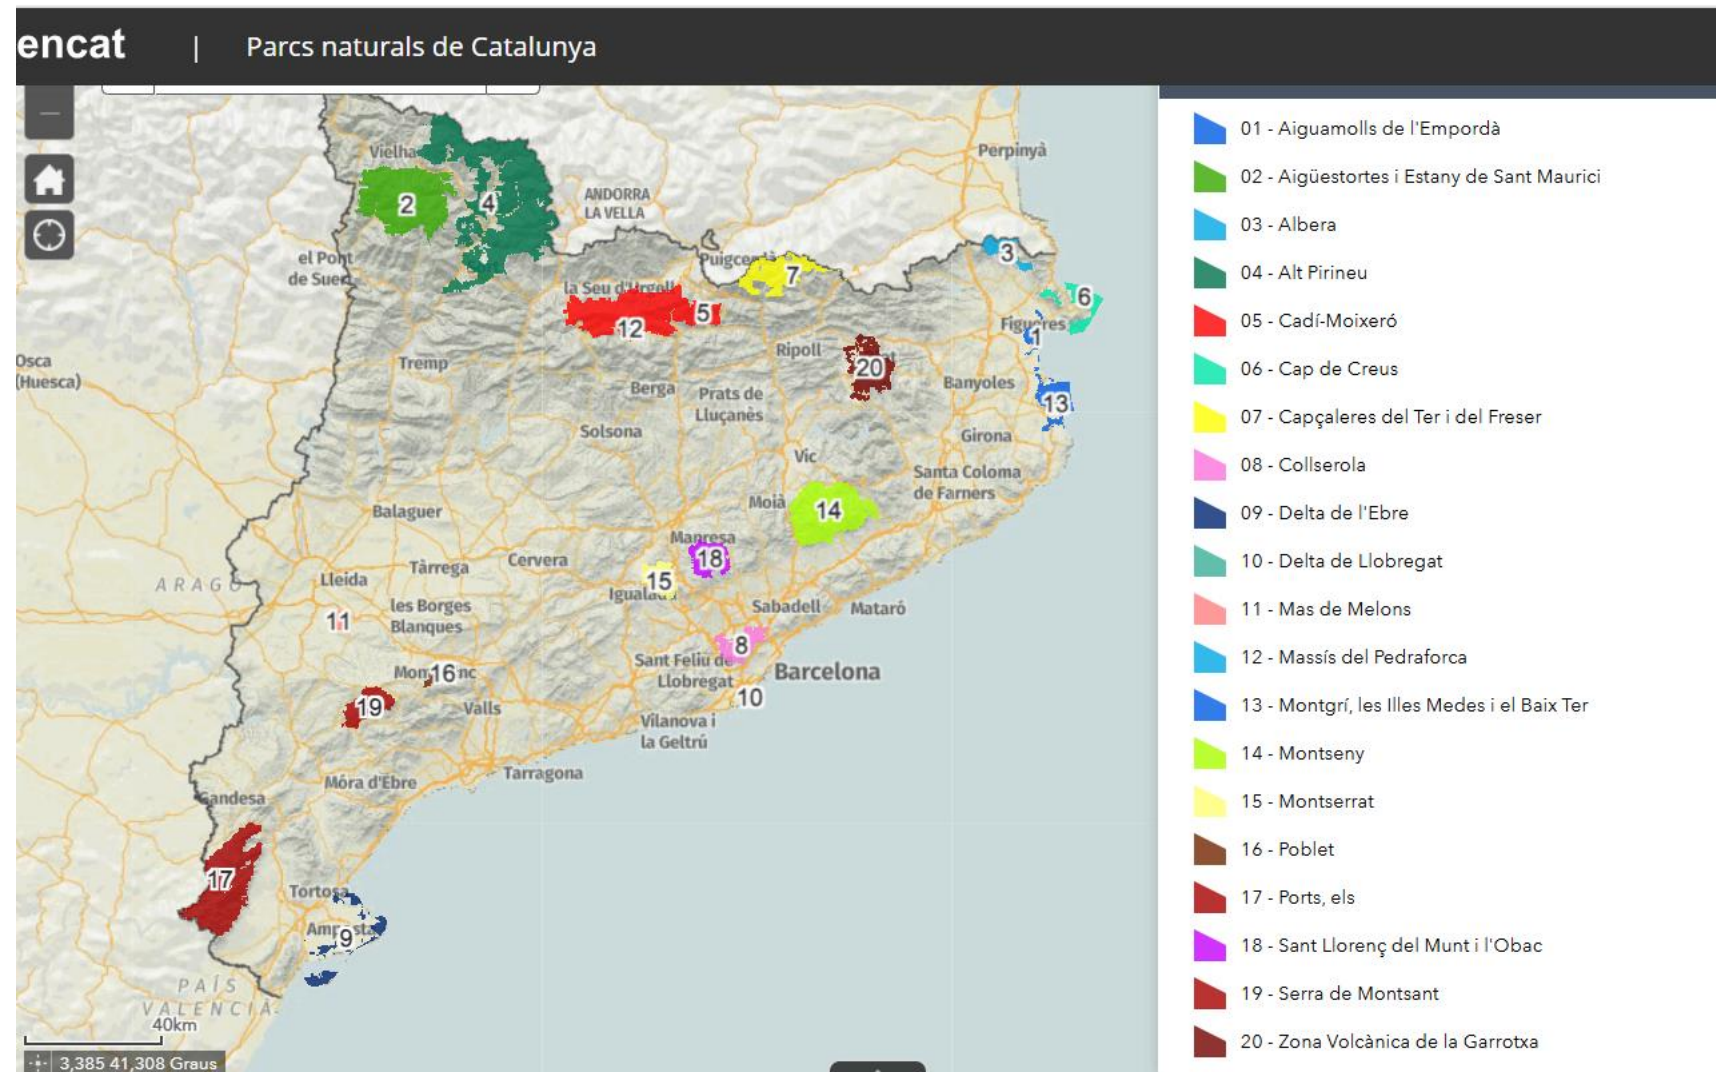 encat | Parcs naturals de Catalunya
Vielha
Perpinyà
ANDORRA
LA VELLA
2
4
3
el Pont
de Suert
Puigcerdà
7
la Seu d'Urgell
6
5
12
Figueres
1
Osca
(Huesca)
Tremp
Ripoll
20
Berga
Prats de
Lluçanès
Banyoles
13
Solsona
Girona
Vic
Santa Coloma
de Farners
Balaguer
Moià
14
Manresa
18
Cervera
Tàrrega
Lleida
15
Igualada
ARAGÓ
les Borges
Blanques
Sabadell
Mataró
11
8
Sant Feliu de
Llobregat
Barcelona
Mon 16 nc
10
19
Valls
Vilanova i
la Geltrú
Tarragona
Móra d'Ebre
Gandesa
17
Tortosa
Amposta
9
PAÍS
VALENCIÀ
40km
3,385 41,308 Graus
01 - Aiguamolls de l'Empordà
02 - Aigüestortes i Estany de Sant Maurici
03 - Albera
04 - Alt Pirineu
05 - Cadí-Moixeró
06 - Cap de Creus
07 - Capçaleres del Ter i del Freser
08 - Collserola
09 - Delta de l'Ebre
10 - Delta de Llobregat
11 - Mas de Melons
12 - Massís del Pedraforca
13 - Montgrí, les Illes Medes i el Baix Ter
14 - Montseny
15 - Montserrat
16 - Poblet
17 - Ports, els
18 - Sant Llorenç del Munt i l'Obac
19 - Serra de Montsant
20 - Zona Volcànica de la Garrotxa